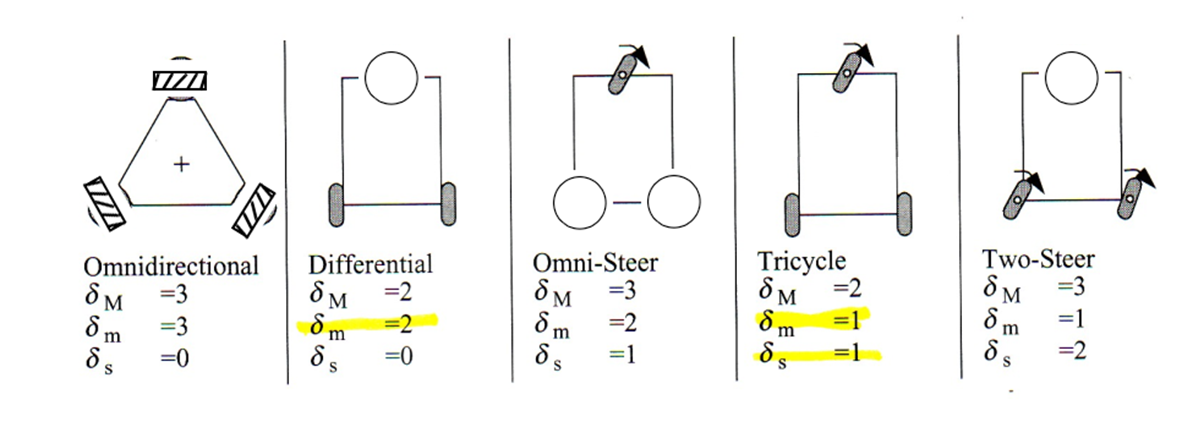 Omnidirectional
δM =3
δm =3
δs =0
Differential
δM =2
δm =2
δs =0
Omni-Steer
δM =3
δm =2
δs =1
Tricycle
δM =2
δm =1
δs =1
Two-Steer
δM =3
δm =1
δs =2